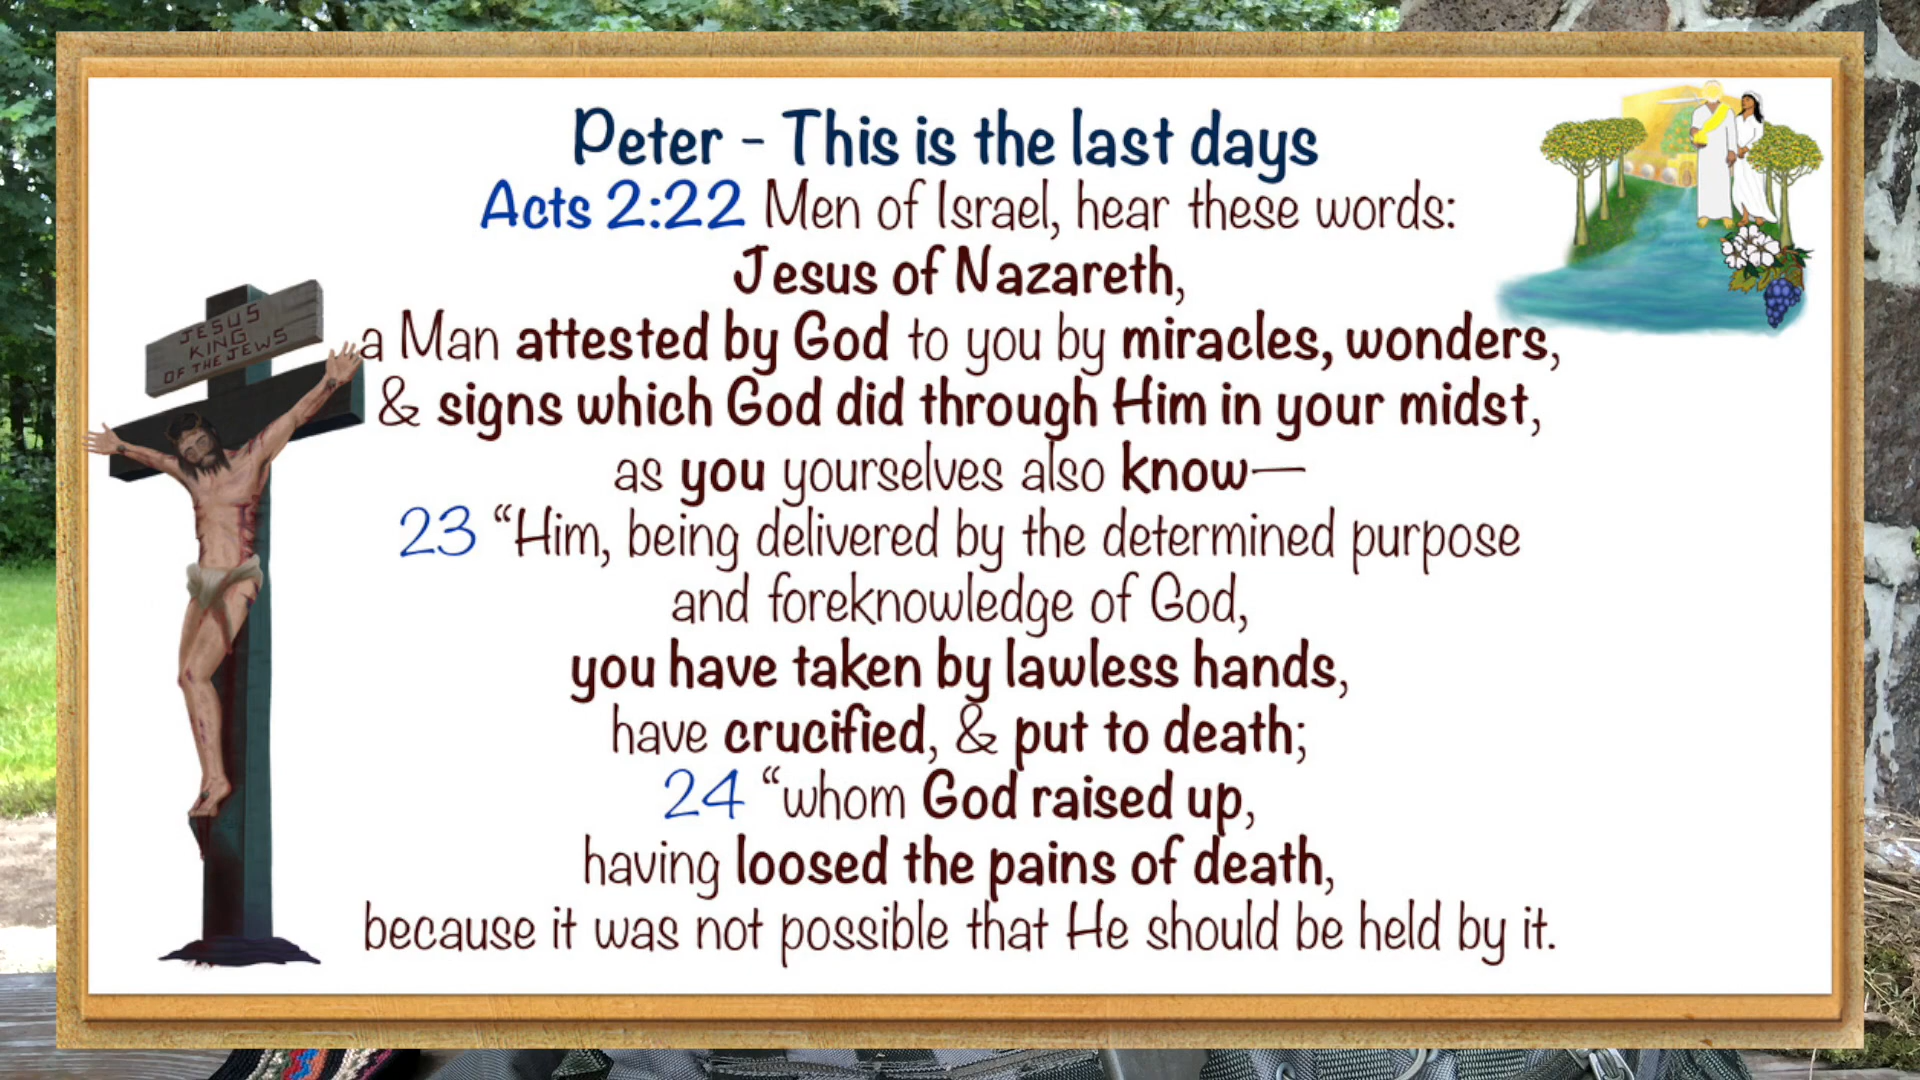 Peter - This is the last days
Acts 2:22 Men of Israel, hear these words:
Jesus of Nazareth,
a Man attested by God to you by miracles, wonders,
& signs which God did through Him in your midst,
as you yourselves also know—
23 “Him, being delivered by the determined purpose
and foreknowledge of God,
you have taken by lawless hands,
have crucified, & put to death;
24 “whom God raised up,
having loosed the pains of death,
because it was not possible that He should be held by it.
JESUS
KING
OF THE JEWS